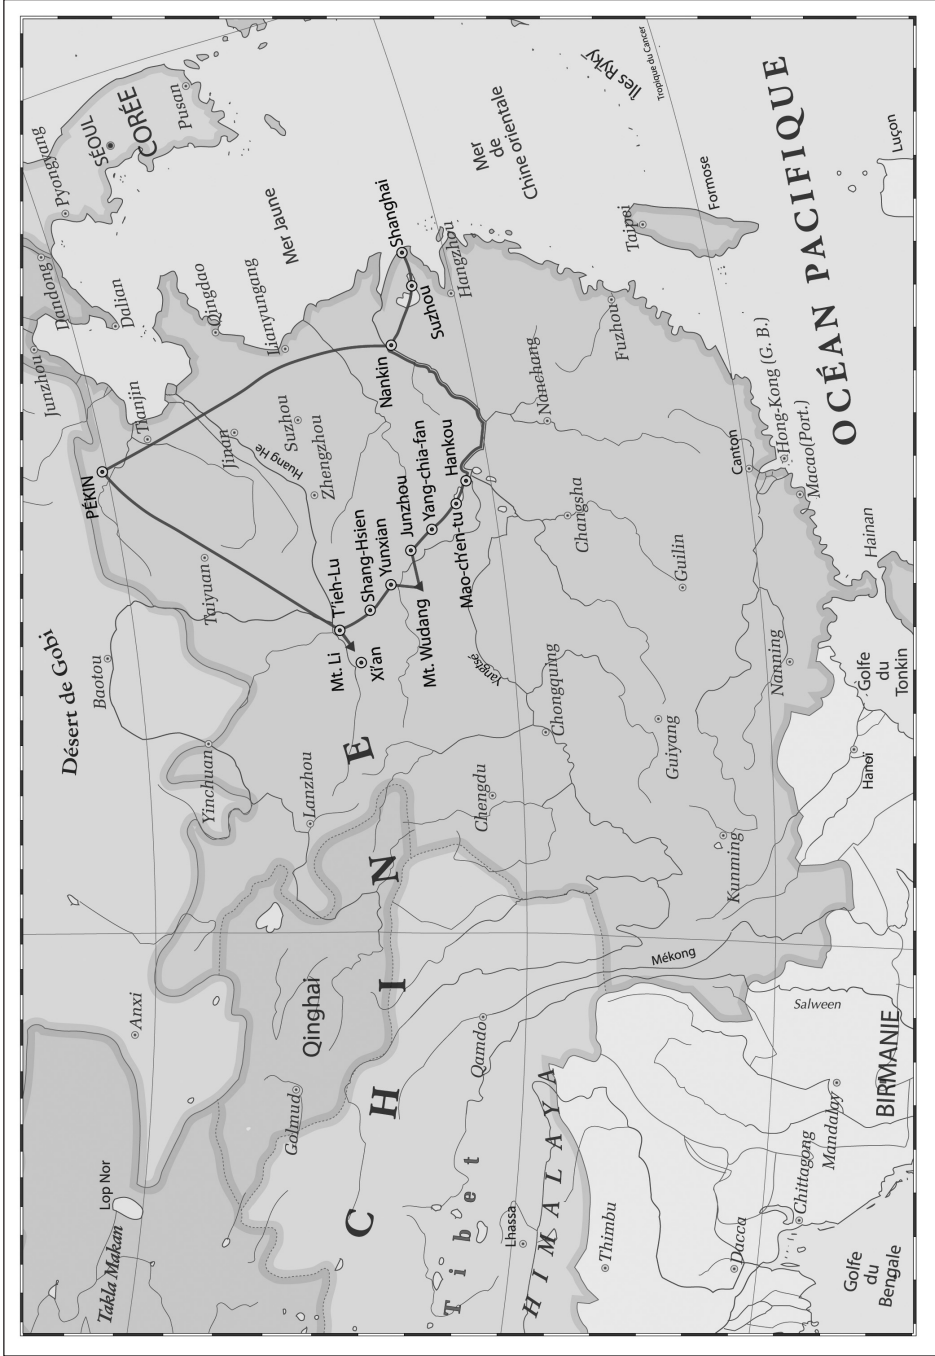 Désert de Gobi
Takla Makan
Lop Nor
Anxi
Baotou
Yinchuan
PÉKIN
Tianjin
Junzhou
Dandong
Dalian
Pyongyang
SÉOUL
CORÉE
Pusan
Taiyuan
Jinan
Qingdao
Lianyungang
Mer Jaune
Huang He
Suzhou
Zhengzhou
Golmud
Qinghai
Lanzhou
Mt. Li
T'ieh-Lu
Xi'an
Shang-Hsien
Yunxian
Mt. Wudang
Junzhou
Yang-chia-fan
Hankou
Mao-ch'en-tu
Nankin
Suzhou
Shanghai
Hangzhou
Mer
de
Chine orientale
Îles Ryky
Tropique du Cancer
CHINE
Tibet
Lhassa
Qamdo
Chengdu
Chongquing
Yangtsé
Changsha
Nanchang
Fuzhou
Taipei
Formose
HIMALAYA
Thimbu
Guiyang
Guilin
Kunming
Mékong
Nanning
Canton
Hong-Kong (G. B.)
Macao(Port.)
Hainan
OCÉAN PACIFIQUE
Luçon
Dacca
Chittagong
Mandalay
Salween
BIRMANIE
Hanoï
Golfe
du
Tonkin
Golfe
du
Bengale